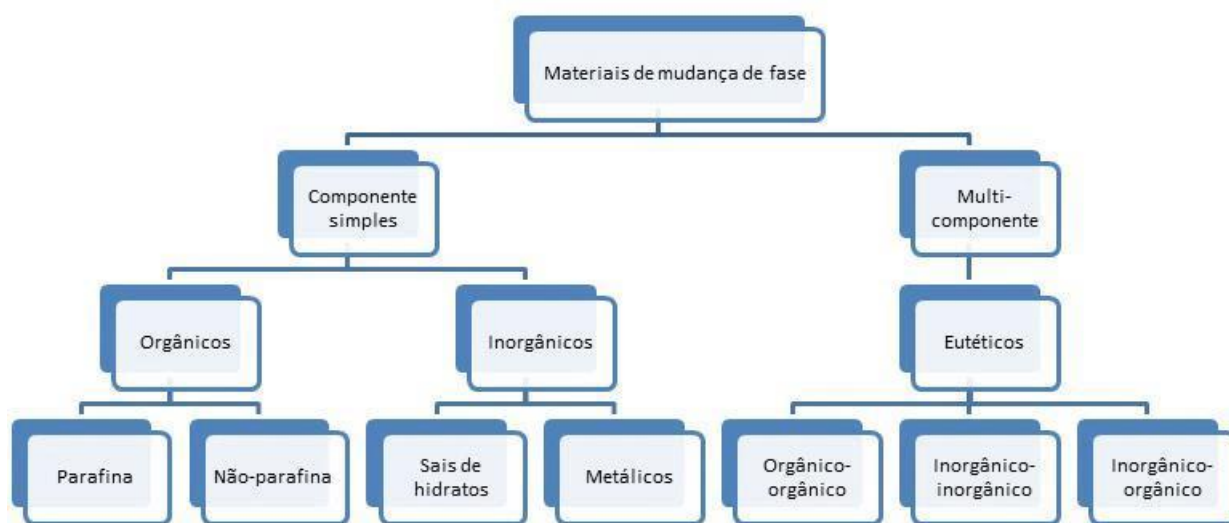 Materiais de mudança de fase
Componente
simples
Multi-
componente
Orgânicos
Inorgânicos
Eutéticos
Parafina
Não-parafina
Sais de
hidratos
Metálicos
Orgânico-
orgânico
Inorgânico-
inorgânico
Inorgânico-
orgânico